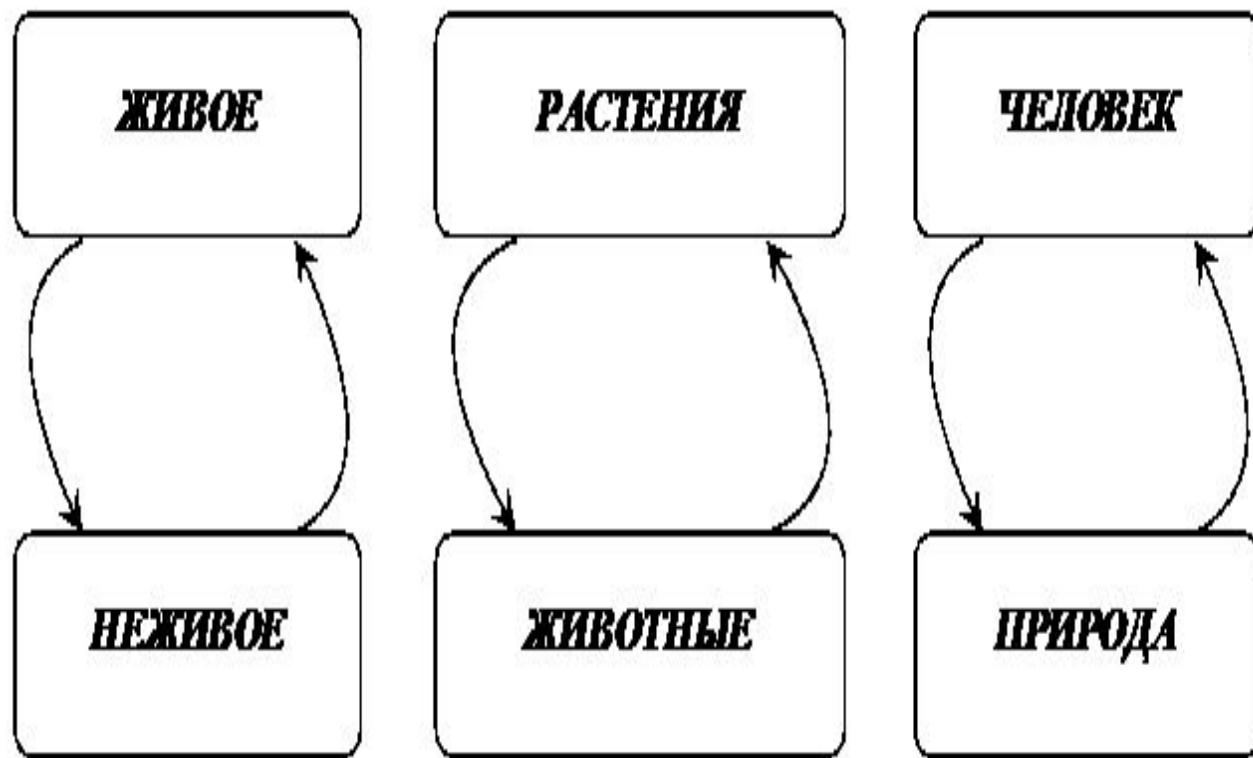 ЖИВОЕ
РАСТЕНИЯ
ЧЕЛОВЕК
НЕЖИВОЕ
ЖИВОТНЫЕ
ПРИРОДА